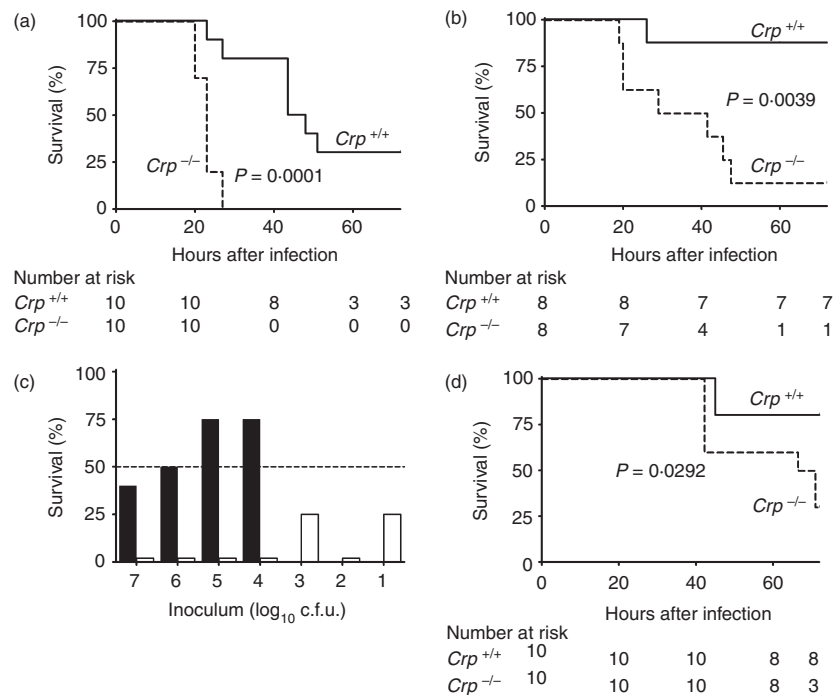 (a)
100
75
50
25
0
Survival (%)
Crp +/+
Crp −/−
P = 0·0001
0 20 40 60
Hours after infection
Number at risk
Crp +/+ 10 10 8 3 3
Crp −/− 10 10 0 0 0
(b)
100
75
50
25
0
Survival (%)
Crp +/+
P = 0·0039
Crp −/−
0 20 40 60
Hours after infection
Number at risk
Crp +/+ 8 8 7 7 7
Crp −/− 8 7 4 1 1
(c)
100
75
50
25
0
Survival (%)
7 6 5 4 3 2 1
Inoculum (log10 c.f.u.)
(d)
100
75
50
25
0
Survival (%)
Crp +/+
P = 0·0292
Crp −/−
0 20 40 60
Hours after infection
Number at risk
Crp +/+ 10 10 10 8 8
Crp −/− 10 10 10 8 3